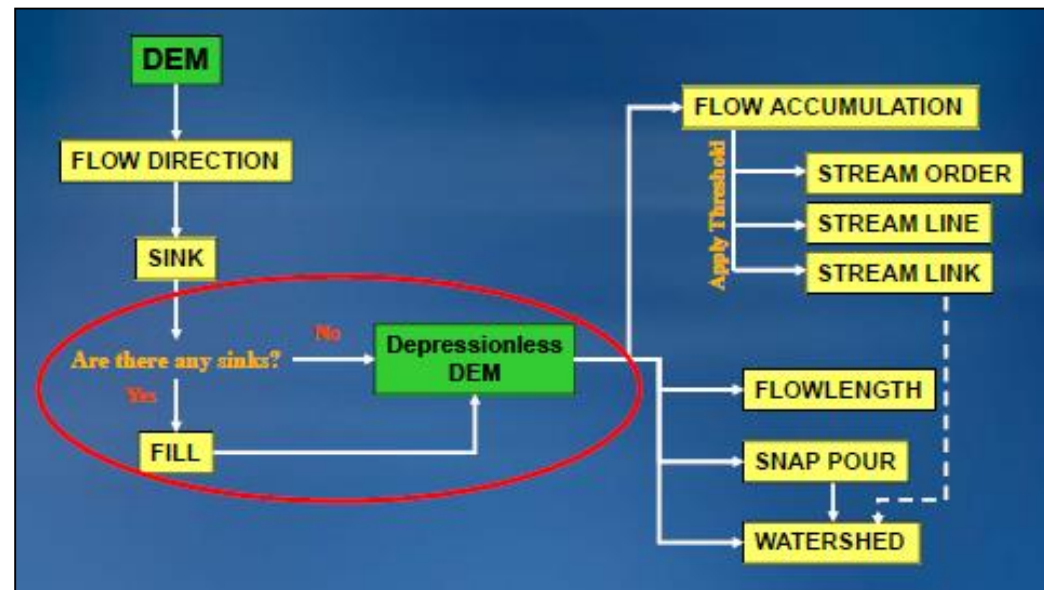 DEM
FLOW DIRECTION
SINK
Are there any sinks?
No
Yes
FILL
Depressionless
DEM
FLOW ACCUMULATION
Apply Threshold
STREAM ORDER
STREAM LINE
STREAM LINK
FLOWLENGTH
SNAP POUR
WATERSHED